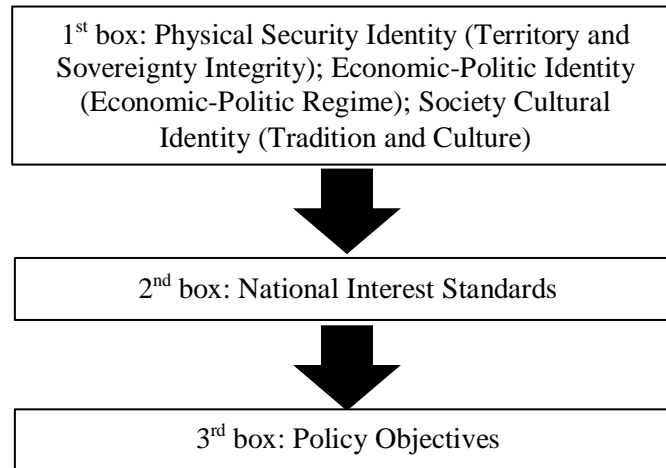 1st box: Physical Security Identity (Territory and
Sovereignty Integrity); Economic-Politic Identity
(Economic-Politic Regime); Society Cultural
Identity (Tradition and Culture)
2nd box: National Interest Standards
3rd box: Policy Objectives